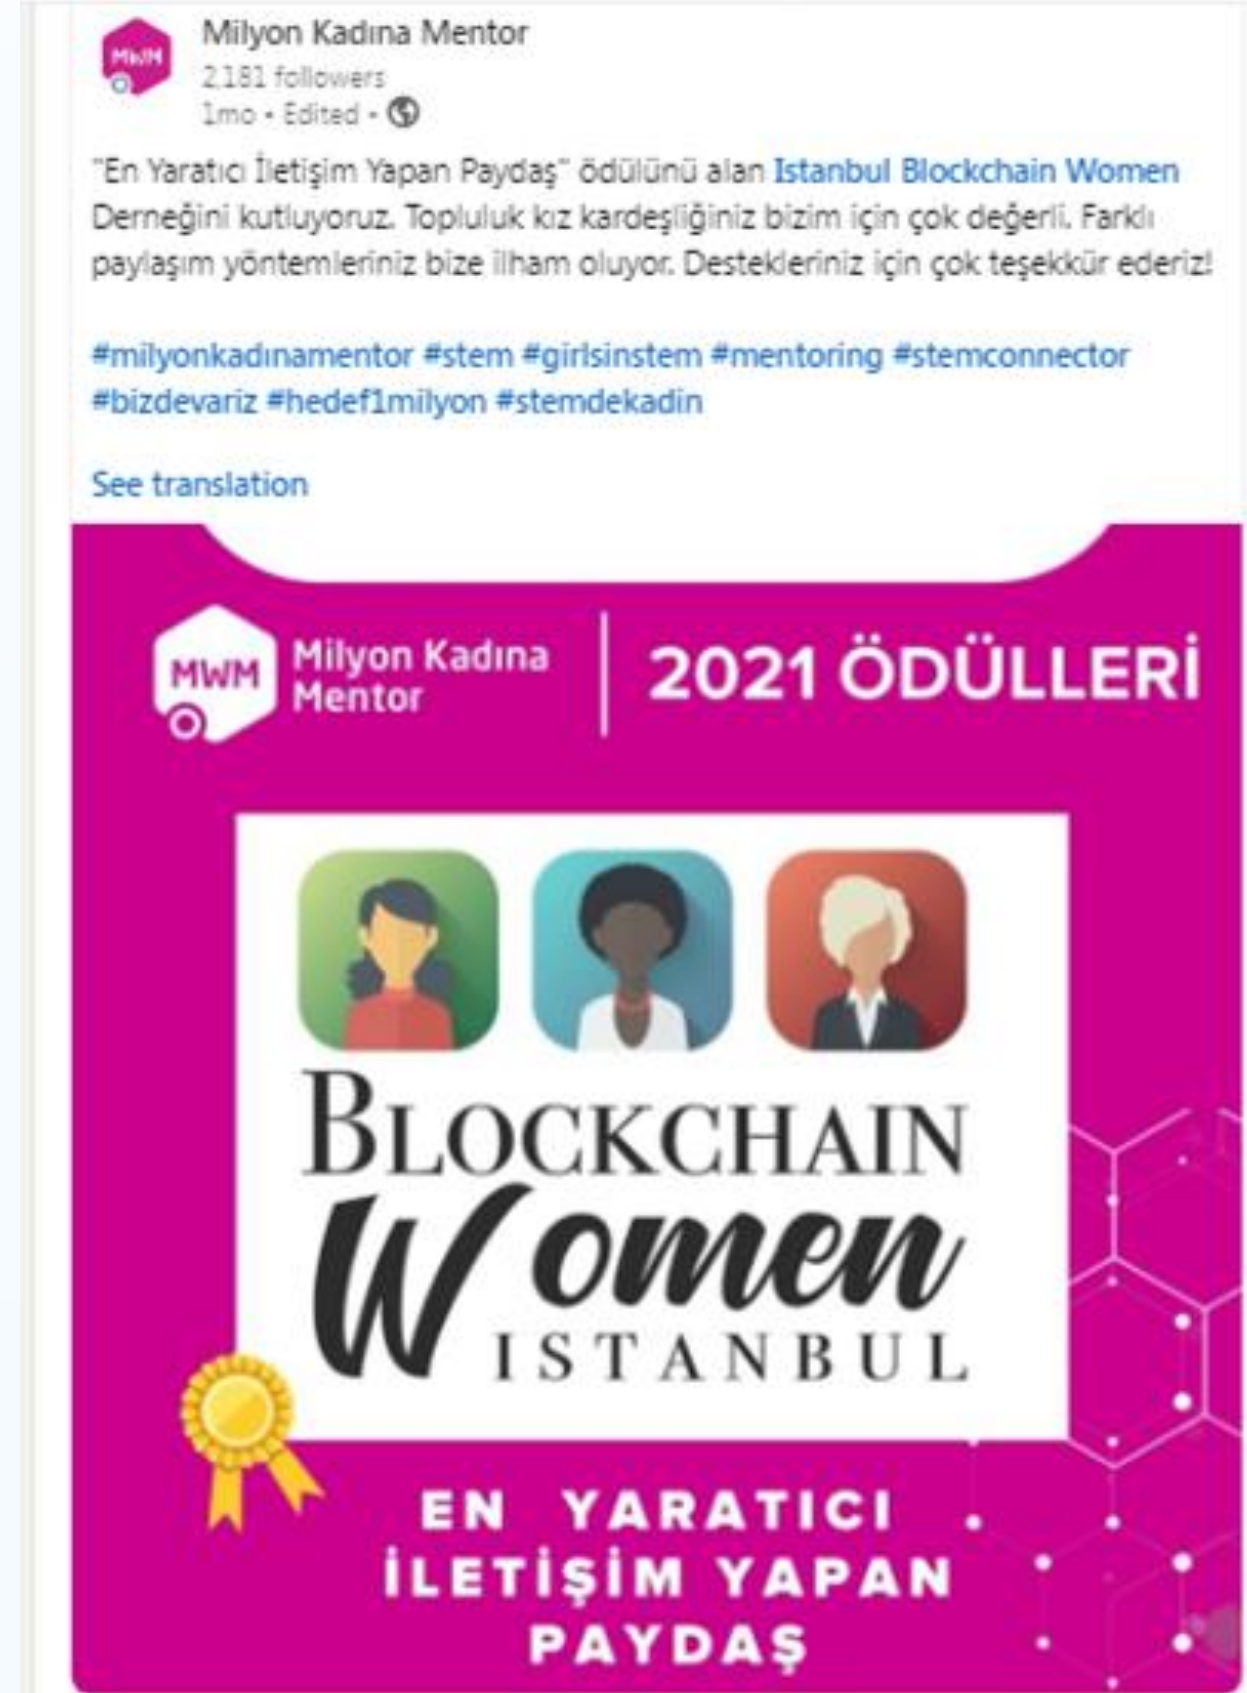 MWM
Milyon Kadına Mentor
2,181 followers
1mo • Edited •
"En Yaratıcı İletişim Yapan Paydaş" ödülünü alan Istanbul Blockchain Women
Derneğini kutluyoruz. Topluluk kız kardeşliğiniz bizim için çok değerli. Farklı
paylaşım yöntemleriniz bize ilham oluyor. Destekleriniz için çok teşekkür ederiz!
#milyonkadınamentor #stem #girlsinstem #mentoring #stemconnector
#bizdevariz #hedef1milyon #stemdekadin
See translation
MWM
Milyon Kadına
Mentor
2021 ÖDÜLLERİ
BLOCKCHAIN
Women
ISTANBUL
EN YARATICI
İLETİŞİM YAPAN
PAYDAŞ